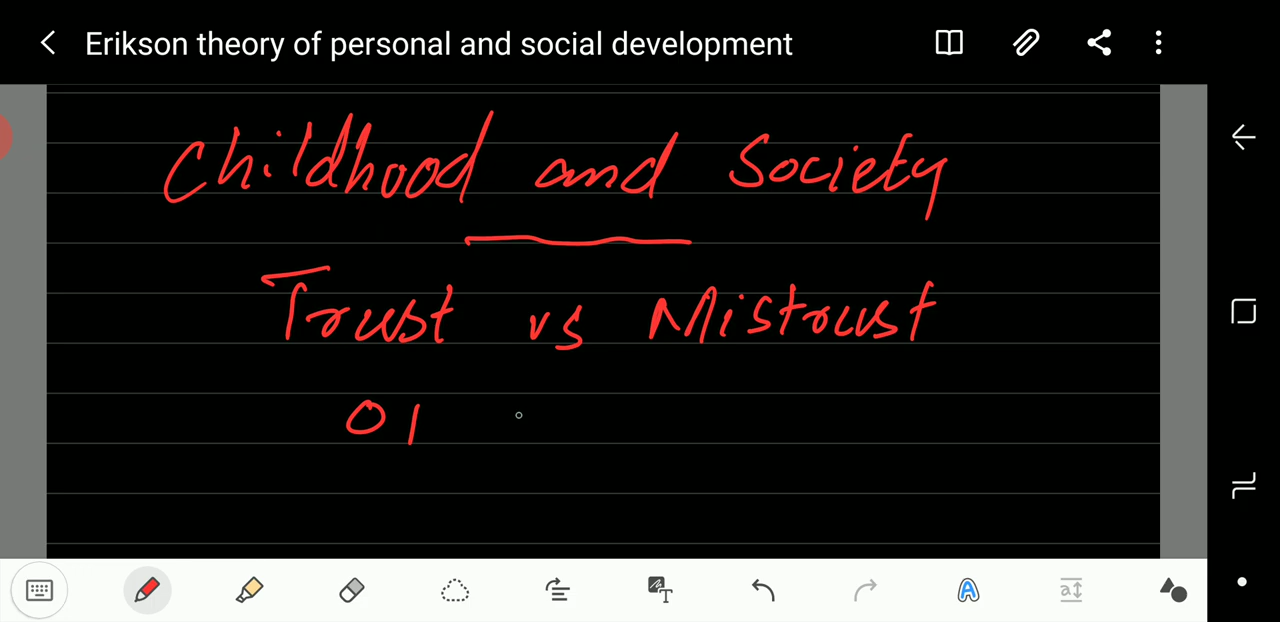 Erikson theory of personal and social development
Childhood and Society
Trust vs Mistrust
01